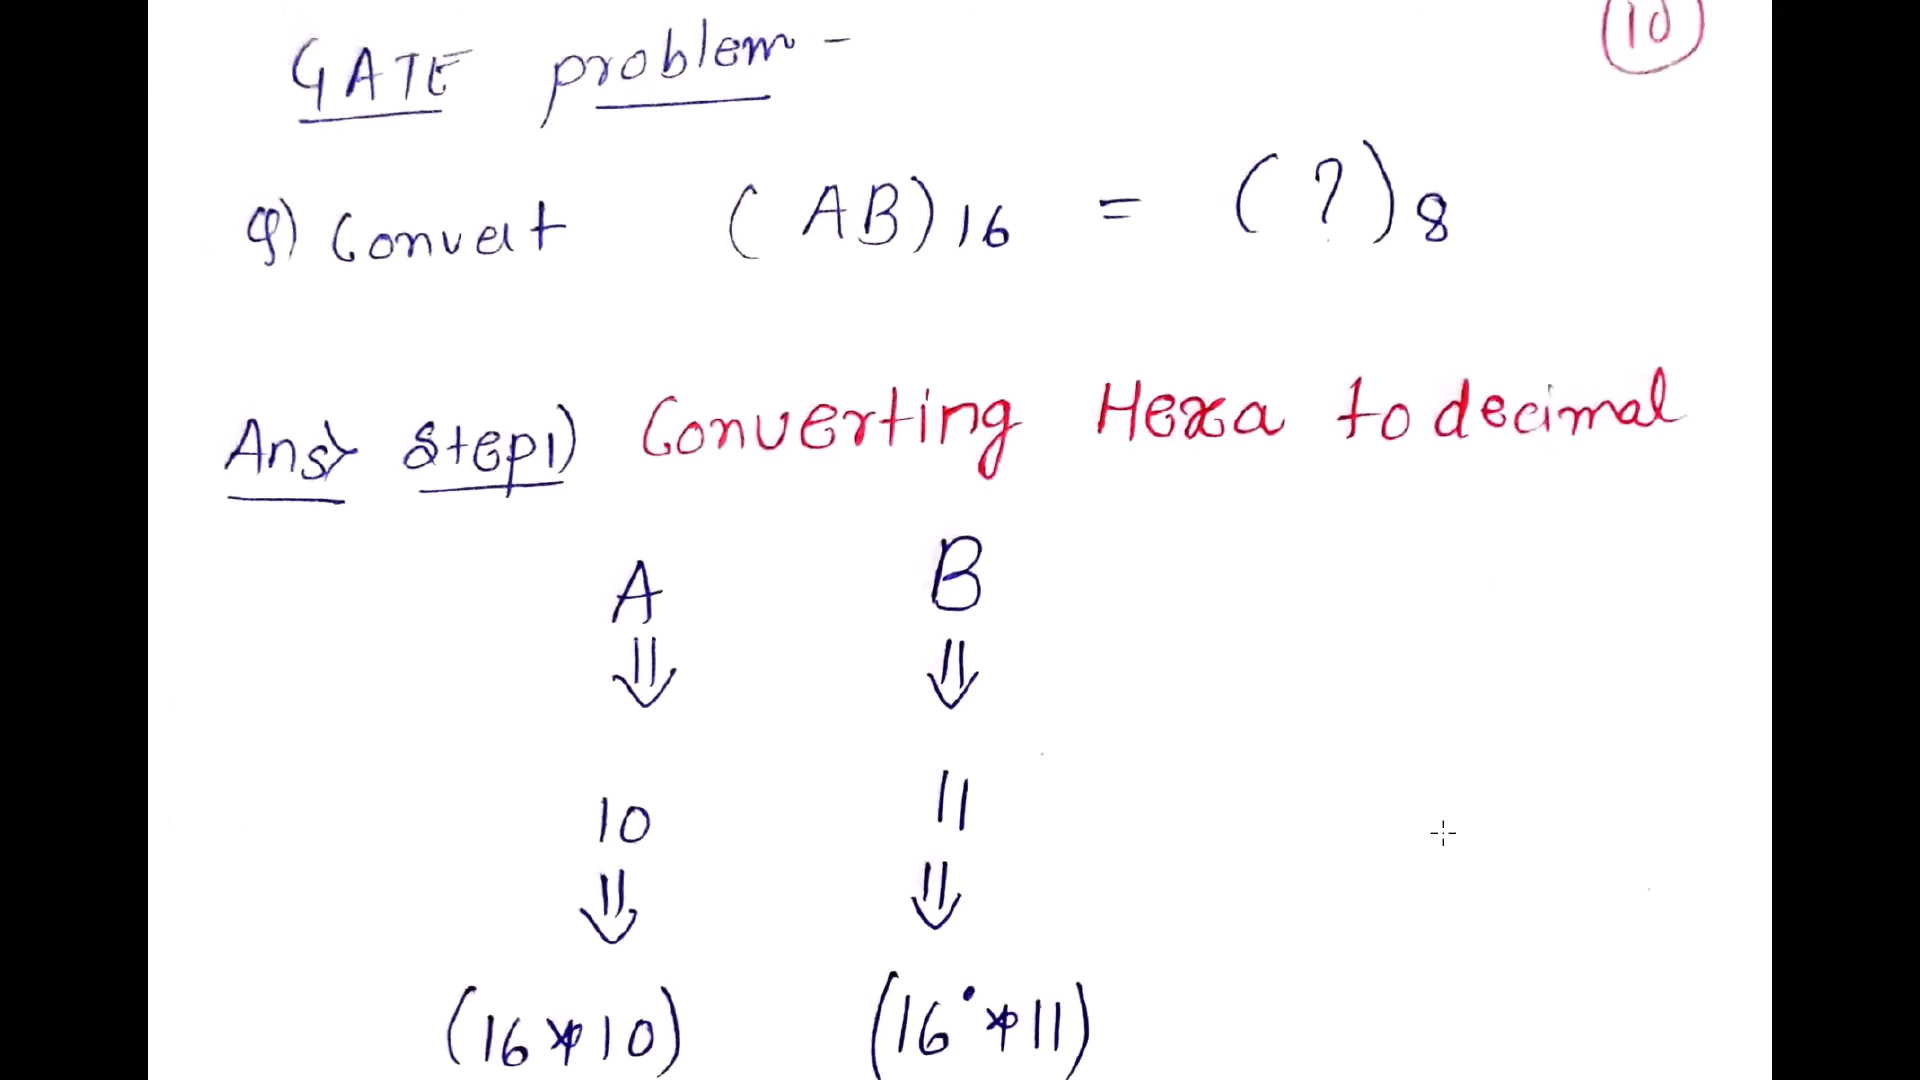 10
GATE problem -
Q) Convert (AB)16 = (?)8
Ans> Step1) Converting Hexa to decimal
A B
⇓ ⇓
10 11
⇓ ⇓
(16*10) (16°*11)